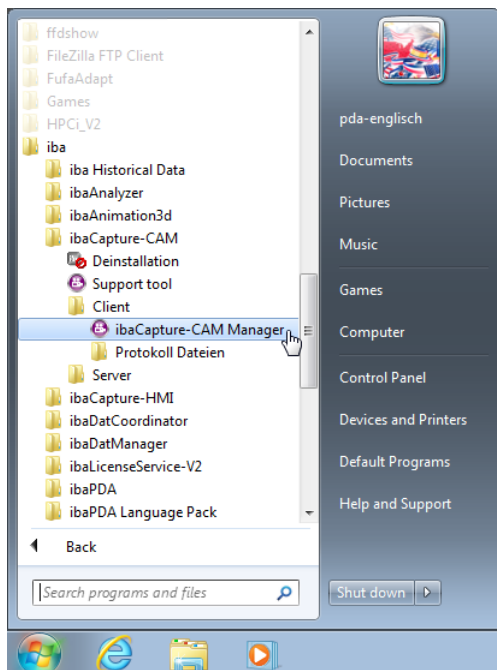 ffdshow
FileZilla FTP Client
FufaAdapt
Games
HPCi_V2
iba
iba Historical Data
ibaAnalyzer
ibaAnimation3d
ibaCapture-CAM
Deinstallation
Support tool
Client
ibaCapture-CAM Manager
Protokoll Dateien
Server
ibaCapture-HMI
ibaDatCoordinator
ibaDatManager
ibaLicenseService-V2
ibaPDA
ibaPDA Language Pack
Back
Search programs and files
pda-englisch
Documents
Pictures
Music
Games
Computer
Control Panel
Devices and Printers
Default Programs
Help and Support
Shut down